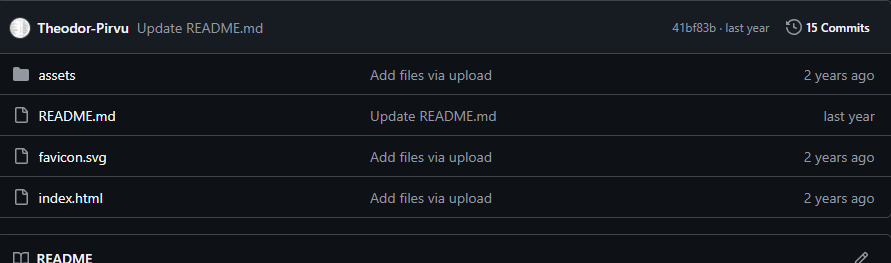 Theodor-Pirvu Update README.md 41bf83b · last year 15 Commits
assets Add files via upload 2 years ago
README.md Update README.md last year
favicon.svg Add files via upload 2 years ago
index.html Add files via upload 2 years ago
README